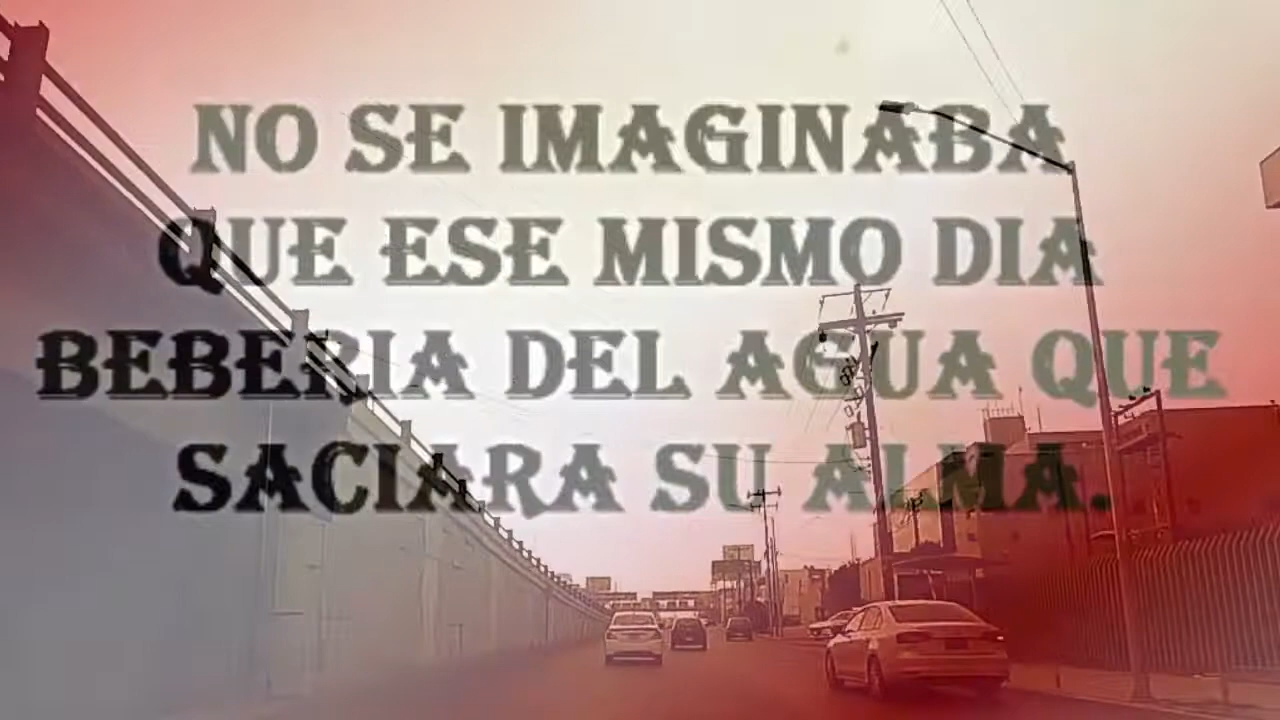 NO SE IMAGINABA
QUE ESE MISMO DIA
BEBERIA DEL AGUA QUE
SACIARA SU ALMA.